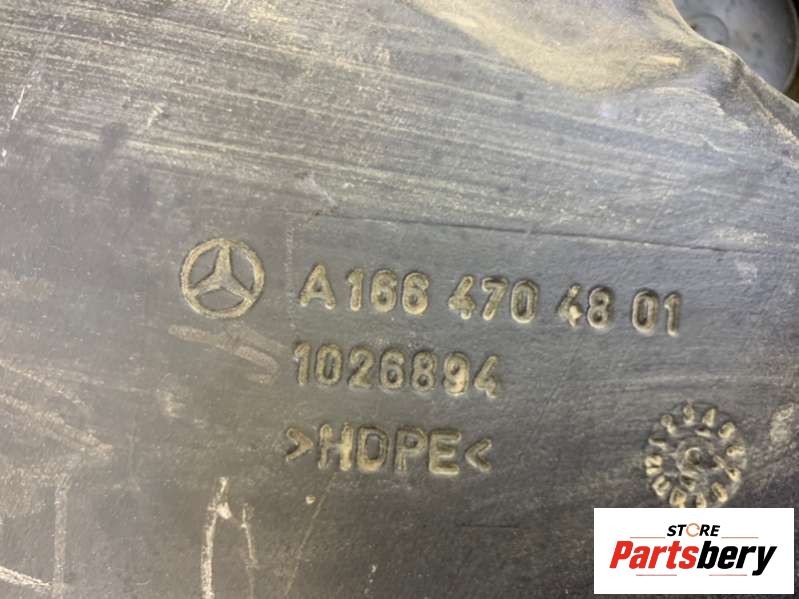 A 166 470 48 01
1026894
>HDPE<
STORE
Partsbery